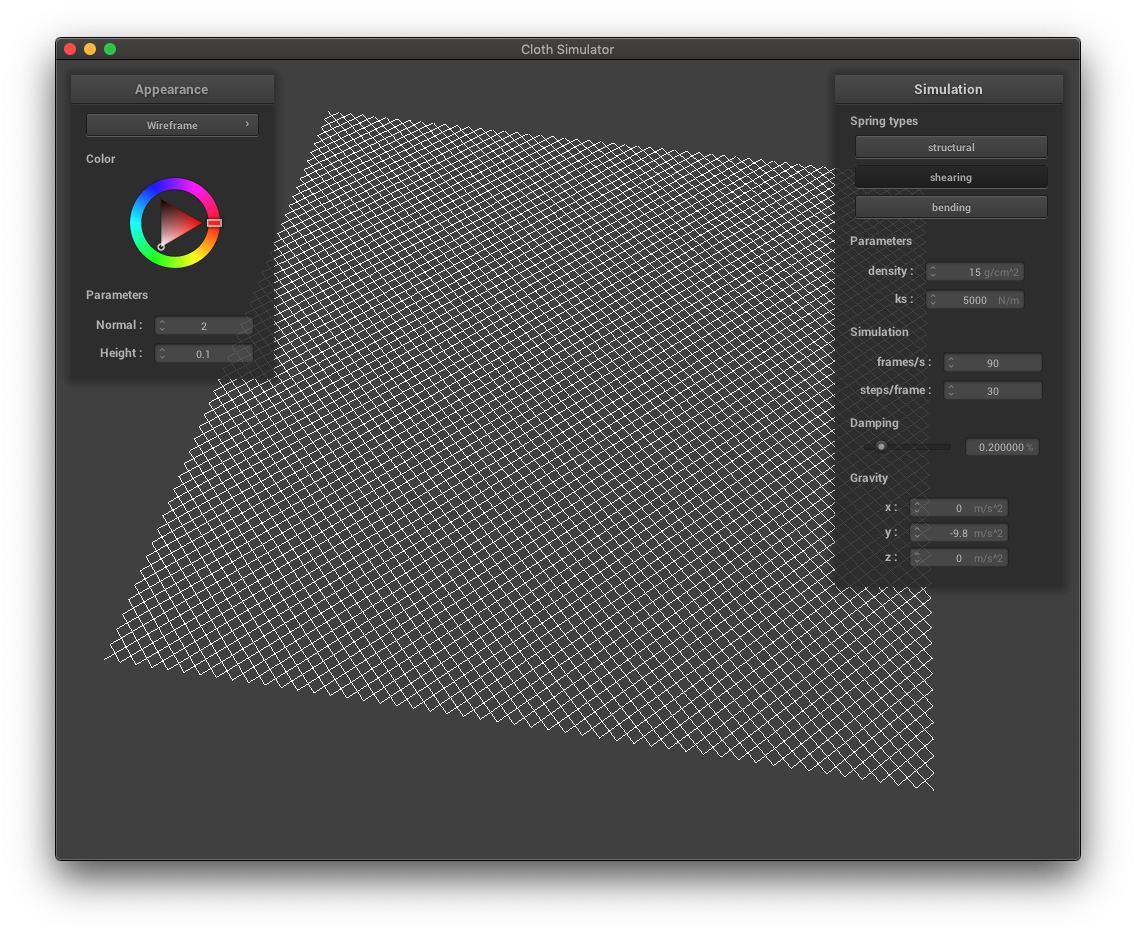 Cloth Simulator
Appearance
Wireframe ›
Color
Parameters
Normal : 2
Height : 0.1
Simulation
Spring types
structural
shearing
bending
Parameters
density : 15 g/cm^2
ks : 5000 N/m
Simulation
frames/s : 90
steps/frame : 30
Damping
0.200000 %
Gravity
x : 0 m/s^2
y : -9.8 m/s^2
z : 0 m/s^2